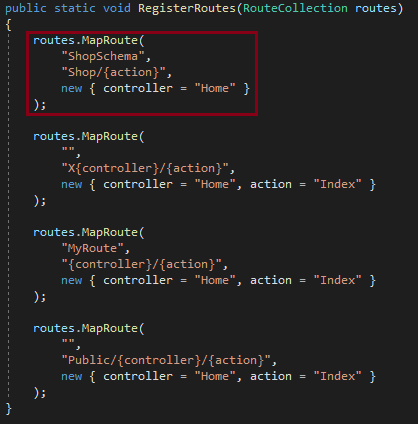 public static void RegisterRoutes(RouteCollection routes)
{
    routes.MapRoute(
        "ShopSchema",
        "Shop/{action}",
        new { controller = "Home" }
    );

    routes.MapRoute(
        "",
        "X{controller}/{action}",
        new { controller = "Home", action = "Index" }
    );

    routes.MapRoute(
        "MyRoute",
        "{controller}/{action}",
        new { controller = "Home", action = "Index" }
    );

    routes.MapRoute(
        "",
        "Public/{controller}/{action}",
        new { controller = "Home", action = "Index" }
    );
}